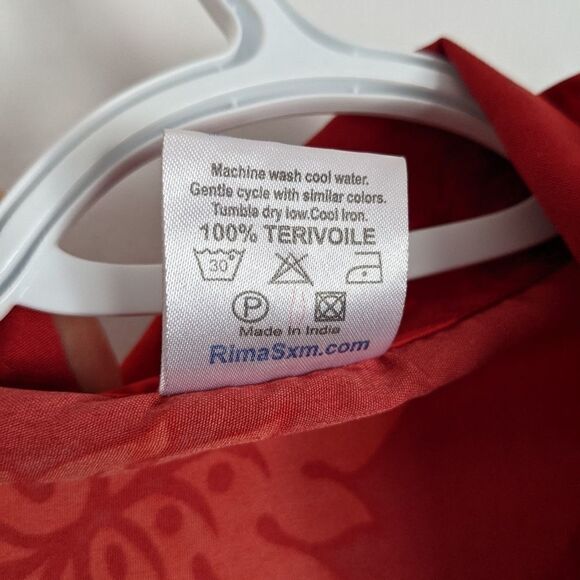 Machine wash cool water.
Gentle cycle with similar colors.
Tumble dry low.Cool Iron.
100% TERIVOILE
30°
P
Made In India
RimaSxm.com